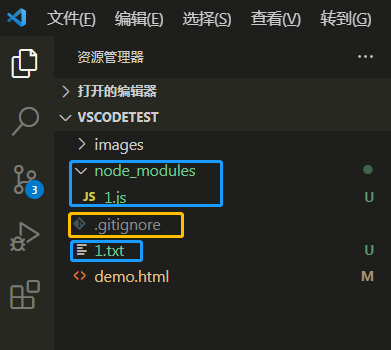 文件(F) 编辑(E) 选择(S) 查看(V) 转到(G)
资源管理器 ···
打开的编辑器
VSCODETEST
images
node_modules
JS 1.js U
.gitignore
1.txt U
demo.html M
3